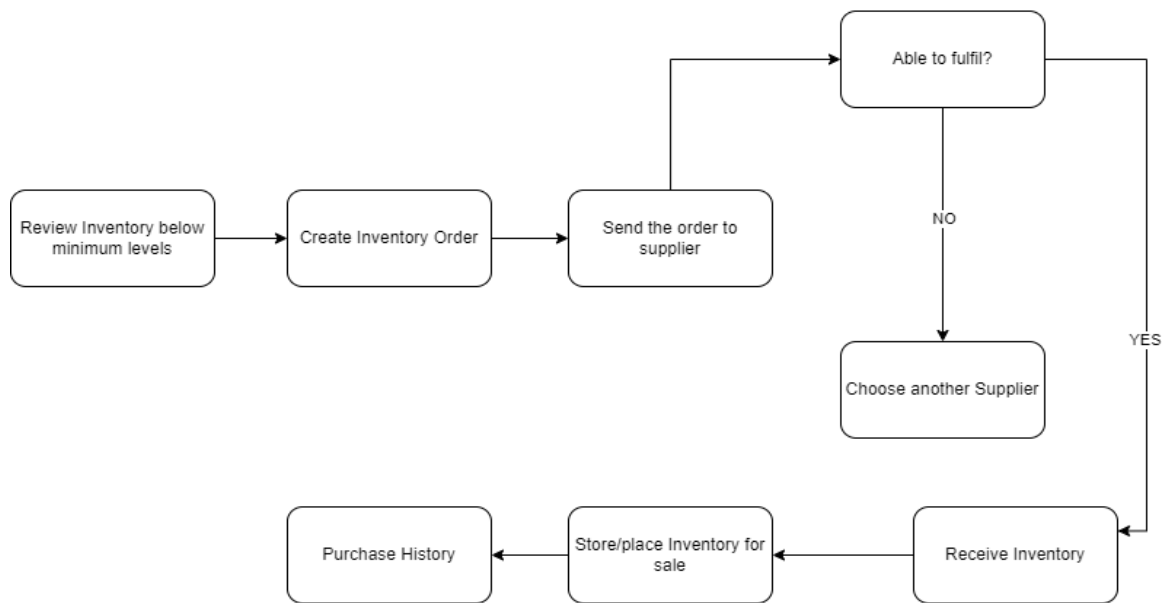 Able to fulfil?
Review Inventory below
minimum levels
Create Inventory Order
Send the order to
supplier
NO
YES
Choose another Supplier
Purchase History
Store/place Inventory for
sale
Receive Inventory